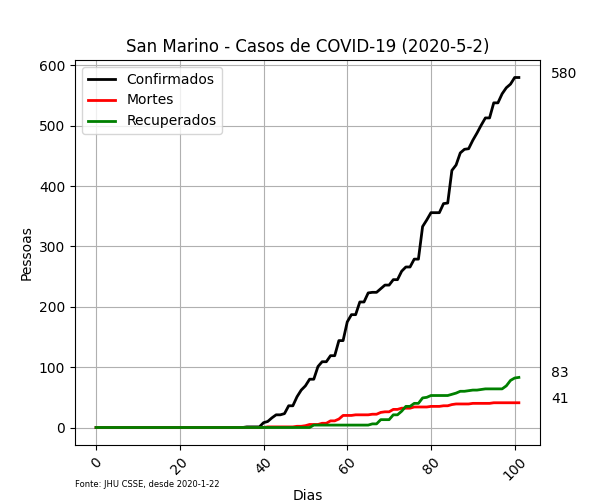 San Marino - Casos de COVID-19 (2020-5-2)
Confirmados
Mortes
Recuperados
600
500
400
300
200
100
0
Pessoas
580
83
41
0
20
40
60
80
100
Fonte: JHU CSSE, desde 2020-1-22
Dias